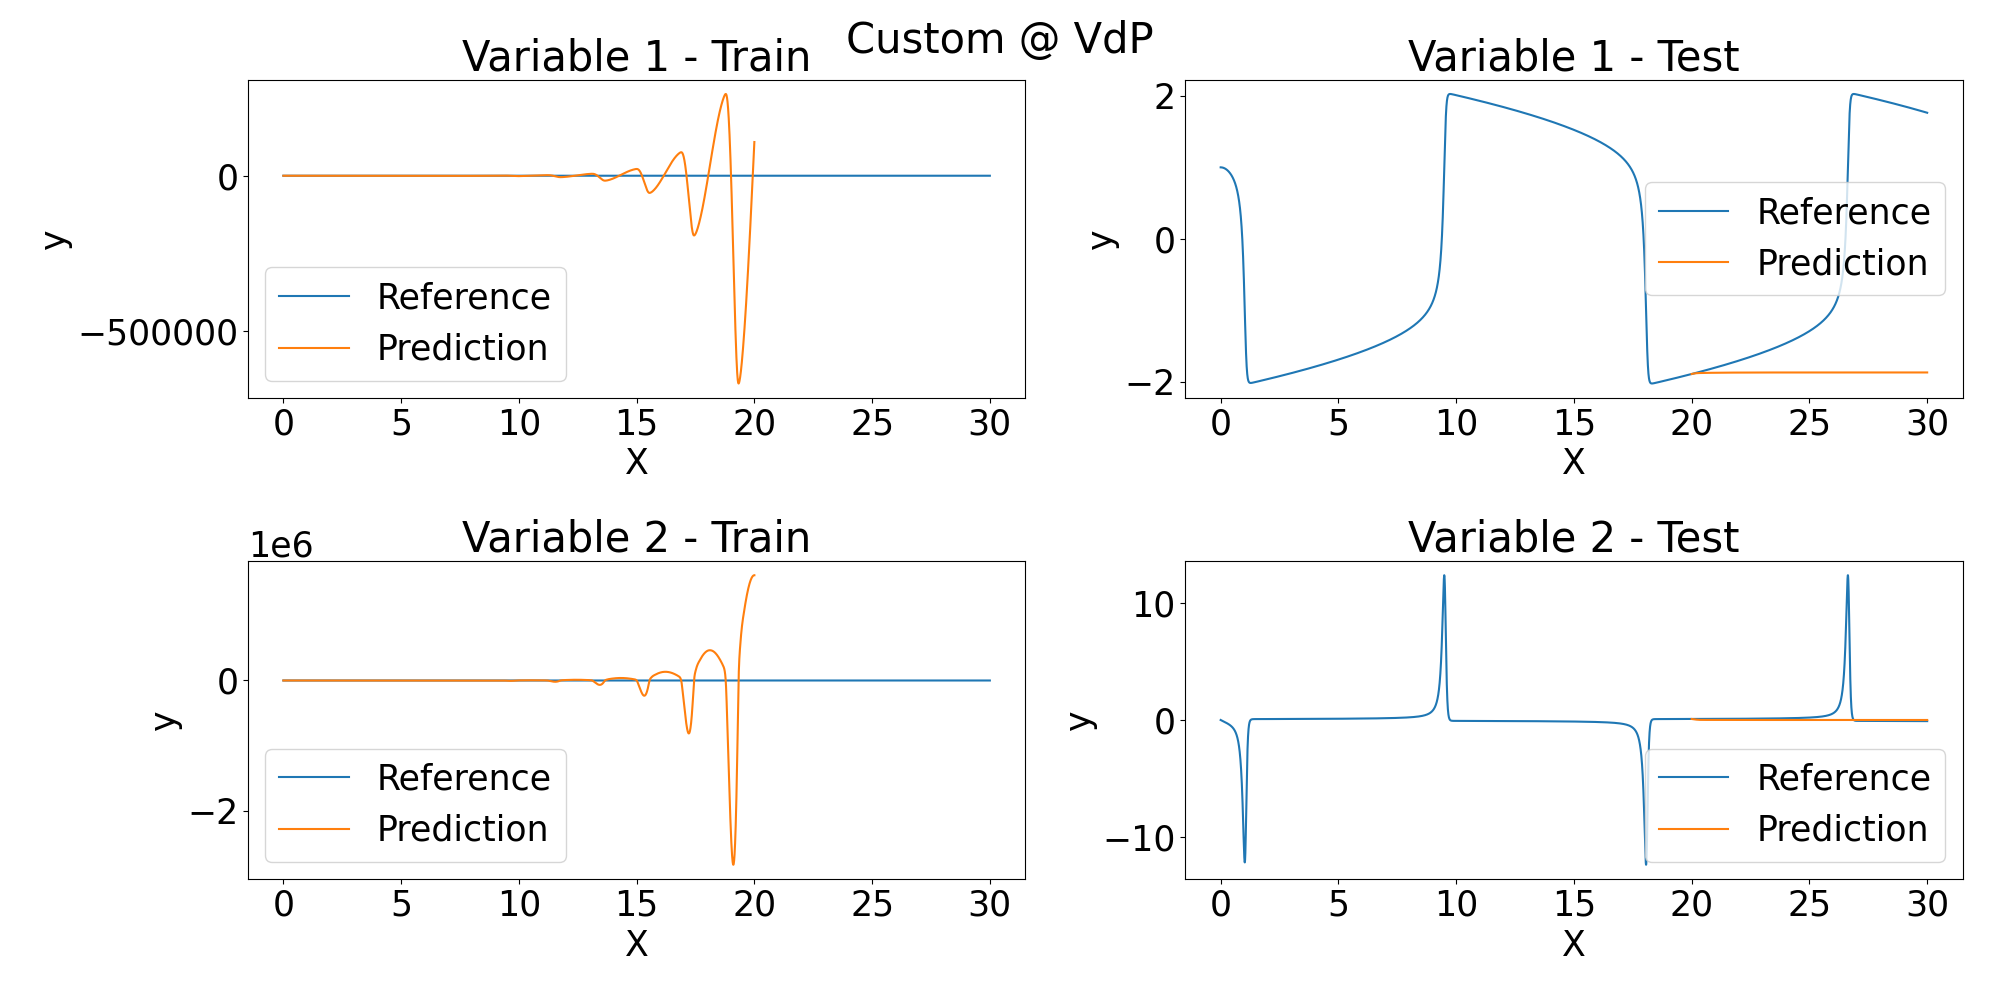 Custom @ VdP
Variable 1 - Train
0
−500000
y
Reference
Prediction
0 5 10 15 20 25 30
X
Variable 1 - Test
2
0
−2
y
Reference
Prediction
0 5 10 15 20 25 30
X
Variable 2 - Train
1e6
0
−2
y
Reference
Prediction
0 5 10 15 20 25 30
X
Variable 2 - Test
10
0
−10
y
Reference
Prediction
0 5 10 15 20 25 30
X